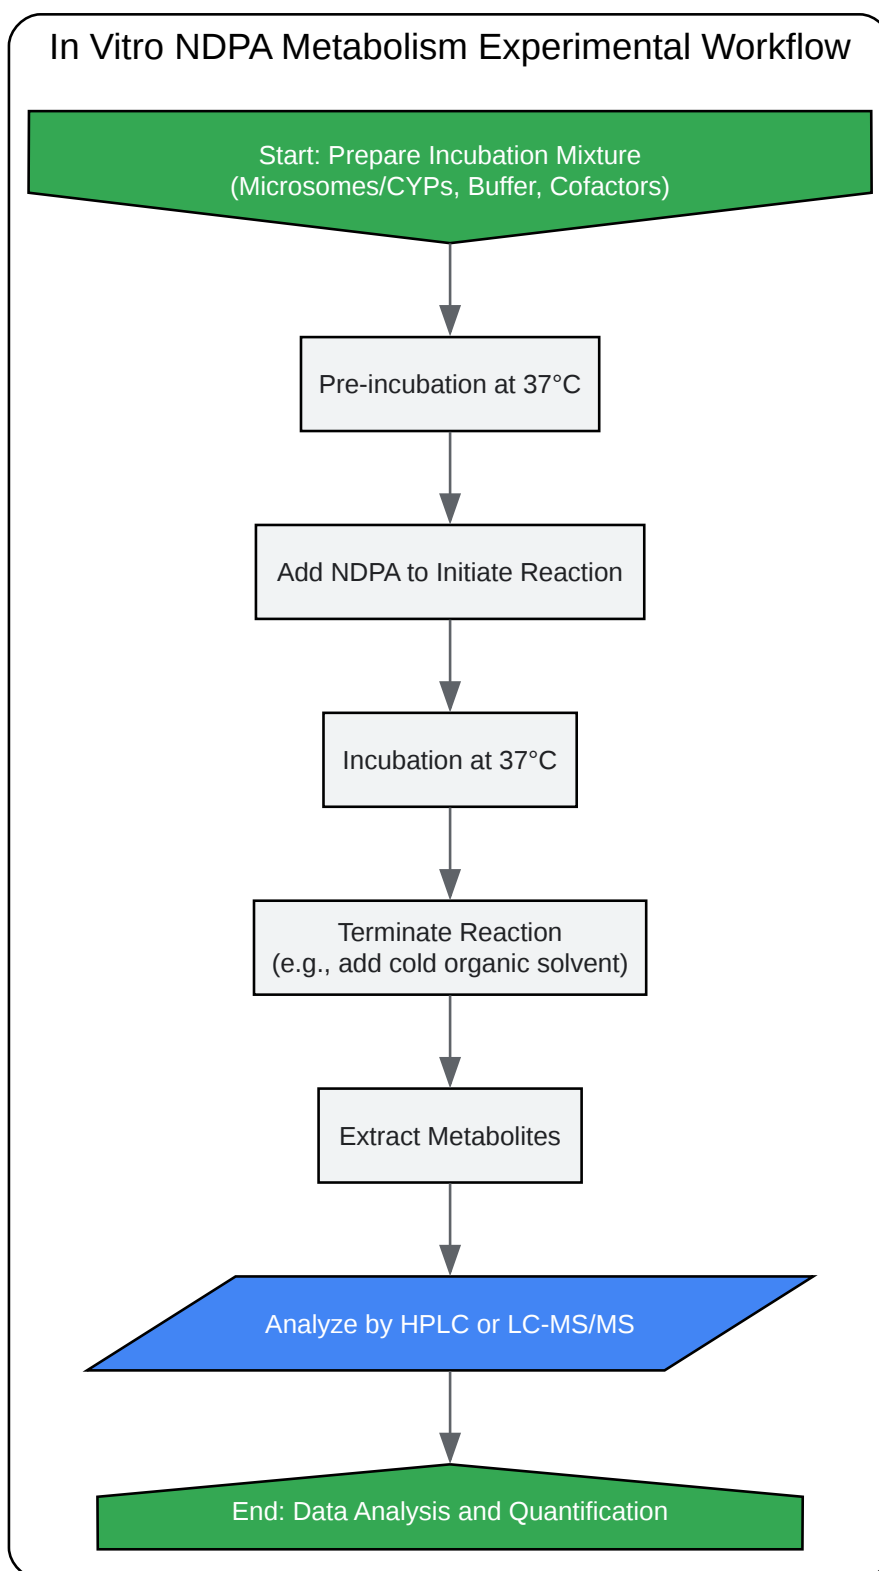 In Vitro NDPA Metabolism Experimental Workflow
Start: Prepare Incubation Mixture
(Microsomes/CYPs, Buffer, Cofactors)
Pre-incubation at 37°C
Add NDPA to Initiate Reaction
Incubation at 37°C
Terminate Reaction
(e.g., add cold organic solvent)
Extract Metabolites
Analyze by HPLC or LC-MS/MS
End: Data Analysis and Quantification